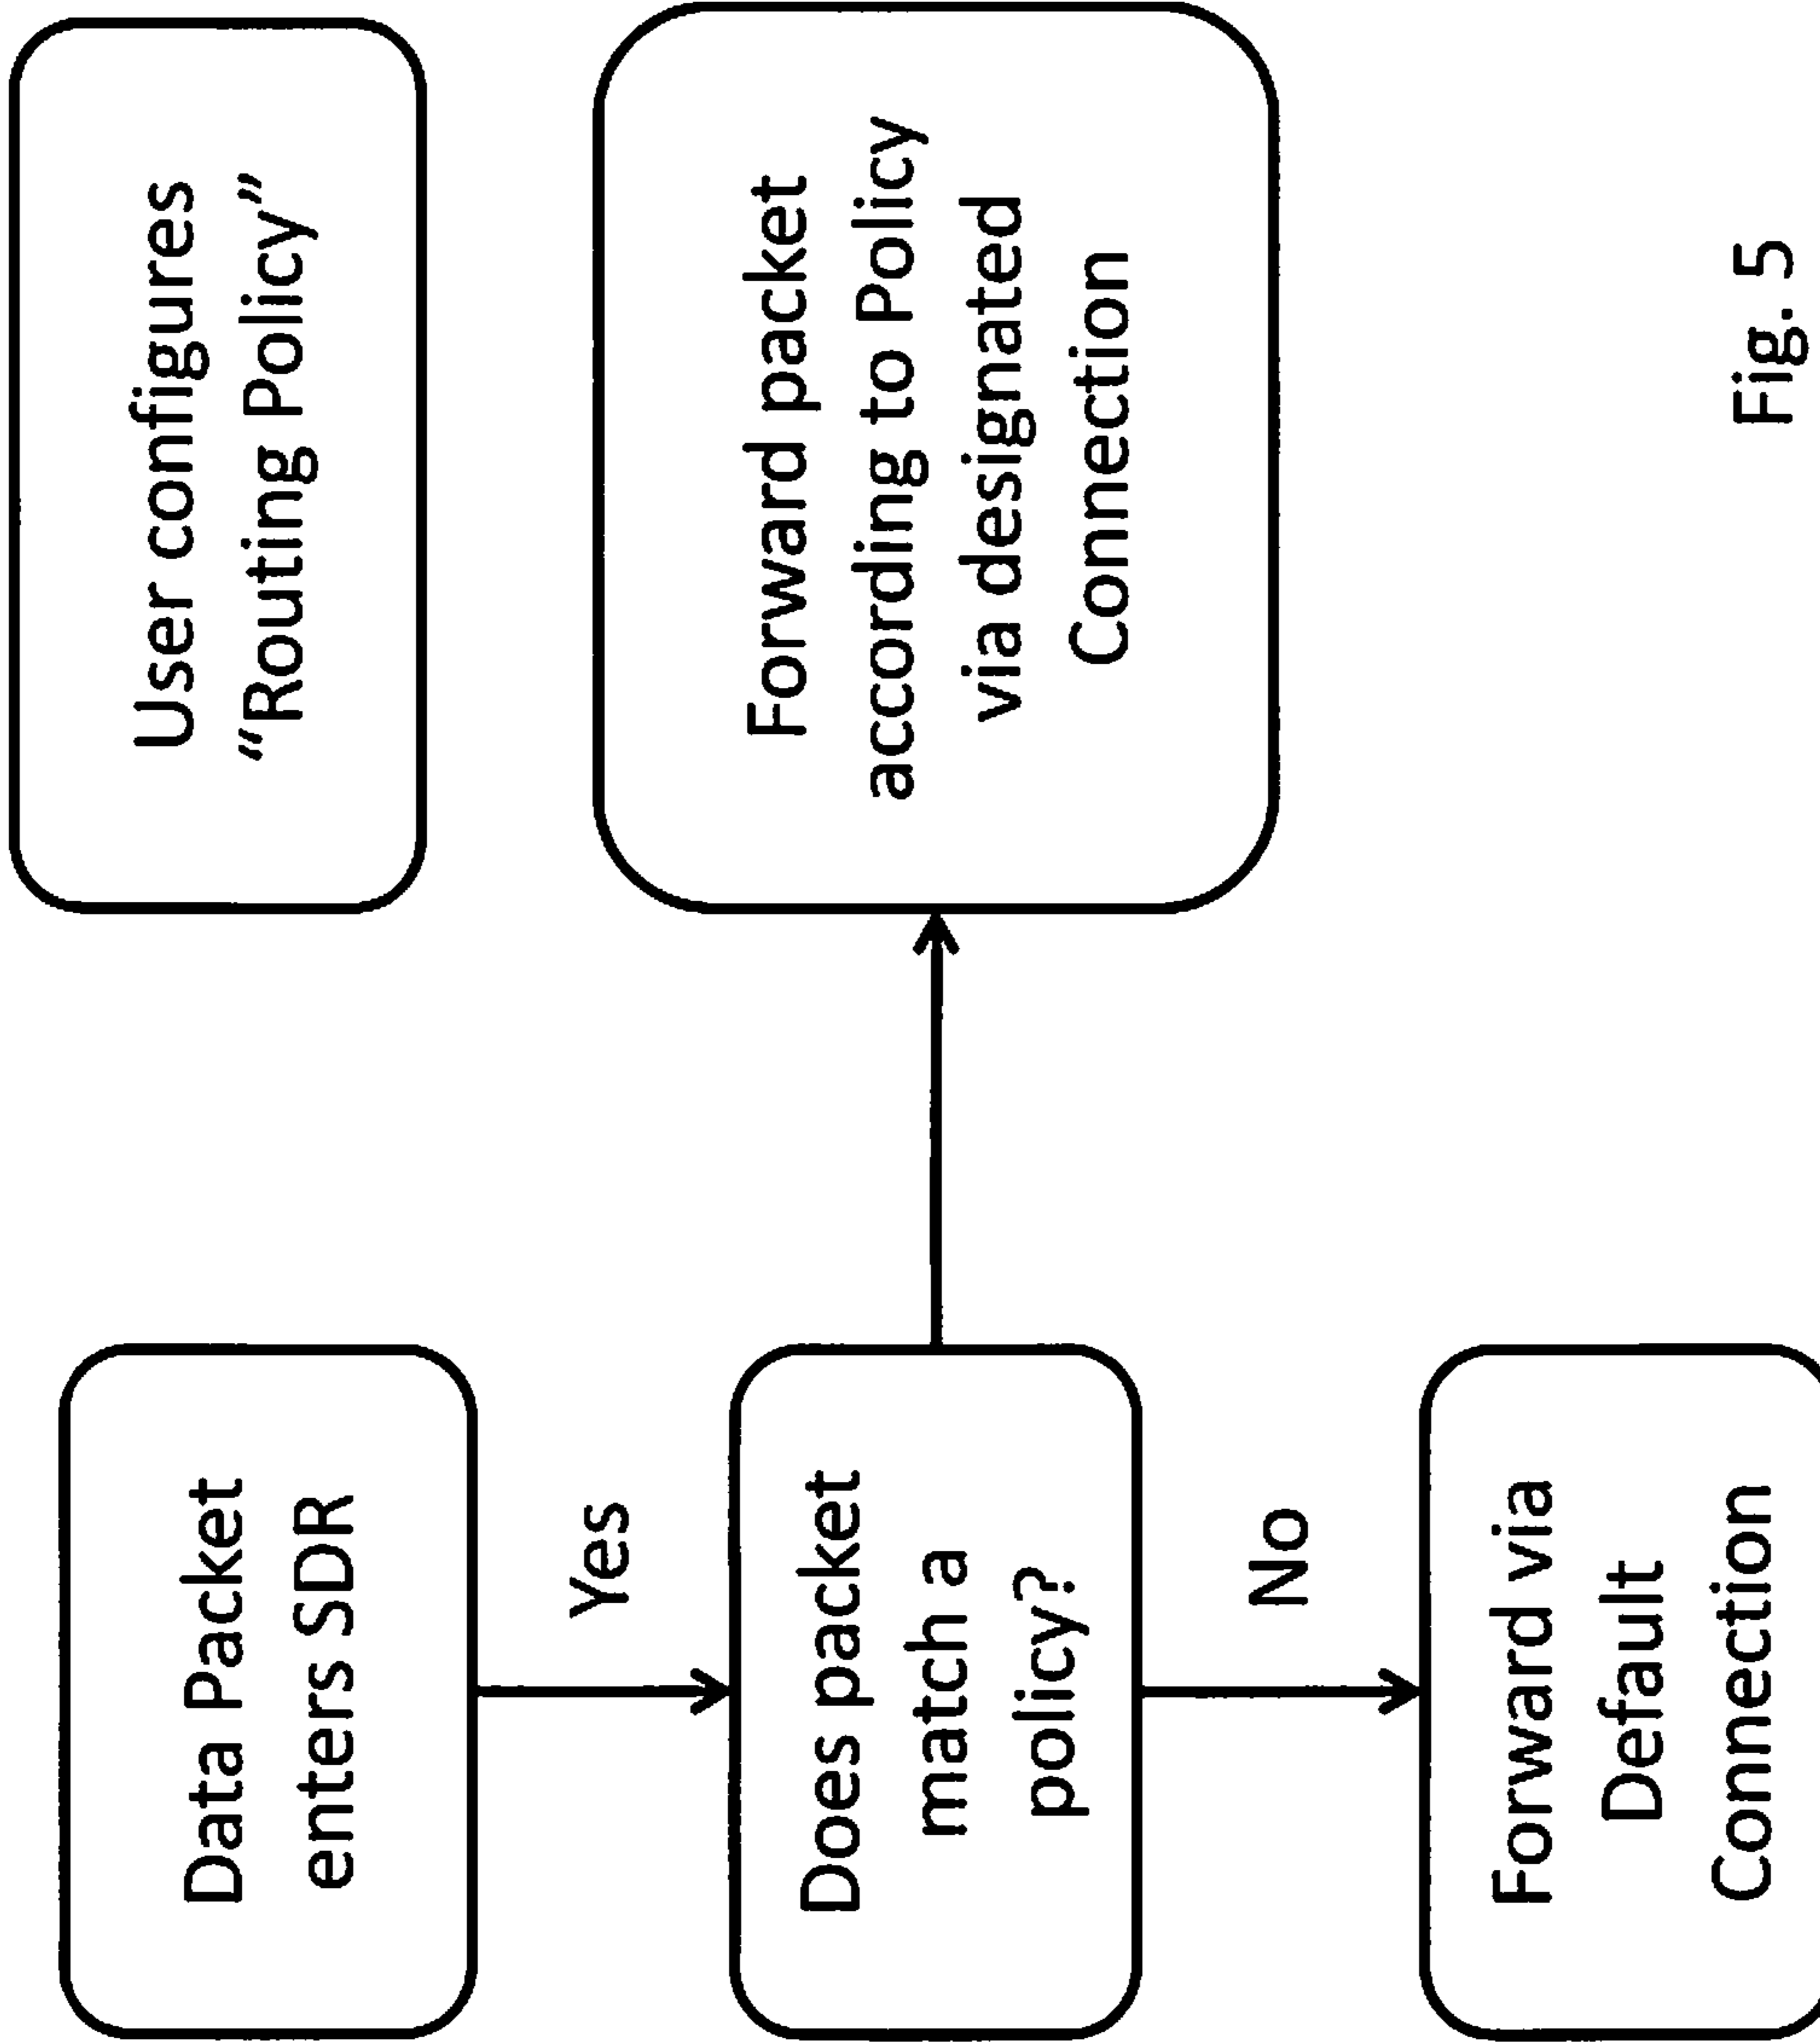 Data Packet
enters SDR
User configures
"Routing Policy"
Yes
Does packet
match a
policy?
Forward packet
according to Policy
via designated
Connection
No
Forward via
Default
Connection
Fig. 5